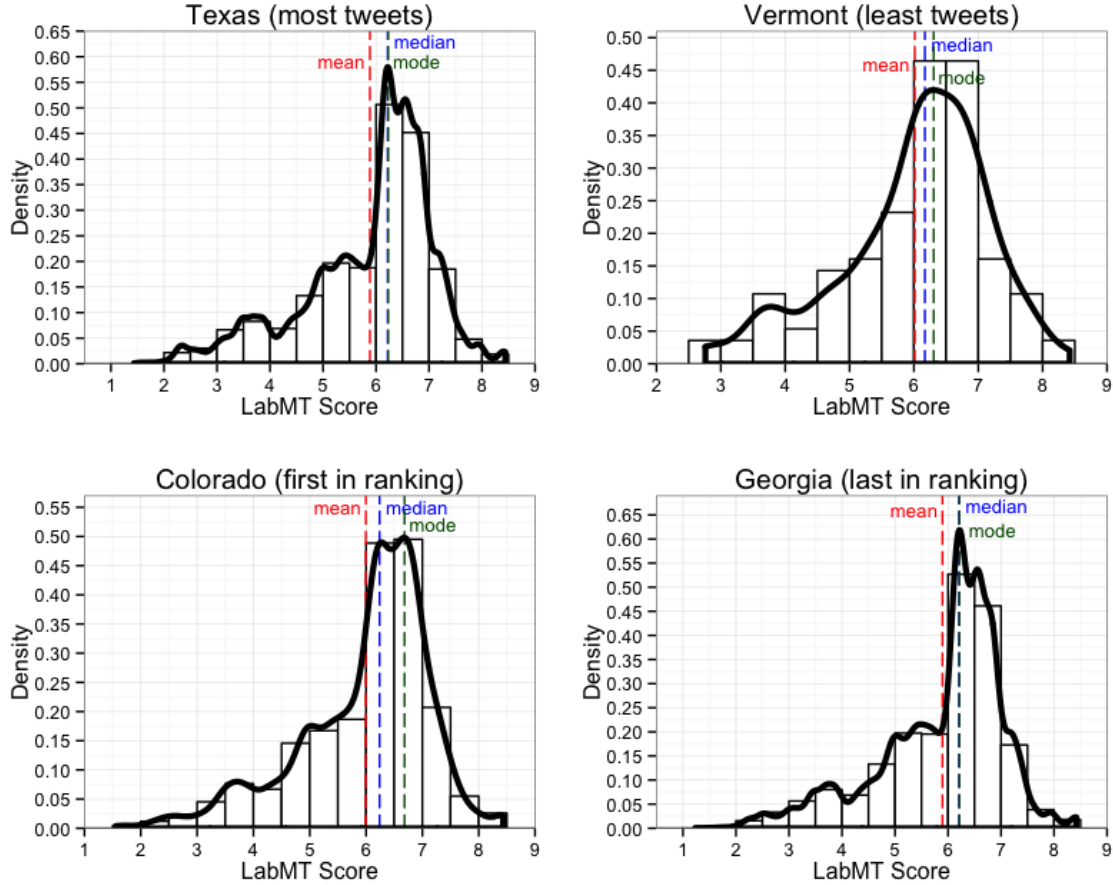 Texas (most tweets)
Density
0.65
0.60
0.55
0.50
0.45
0.40
0.35
0.30
0.25
0.20
0.15
0.10
0.05
0.00
mean
median
mode
1 2 3 4 5 6 7 8 9
LabMT Score
Vermont (least tweets)
Density
0.50
0.45
0.40
0.35
0.30
0.25
0.20
0.15
0.10
0.05
0.00
mean
median
mode
2 3 4 5 6 7 8 9
LabMT Score
Colorado (first in ranking)
Density
0.55
0.50
0.45
0.40
0.35
0.30
0.25
0.20
0.15
0.10
0.05
0.00
mean
median
mode
1 2 3 4 5 6 7 8 9
LabMT Score
Georgia (last in ranking)
Density
0.65
0.60
0.55
0.50
0.45
0.40
0.35
0.30
0.25
0.20
0.15
0.10
0.05
0.00
mean
median
mode
1 2 3 4 5 6 7 8 9
LabMT Score